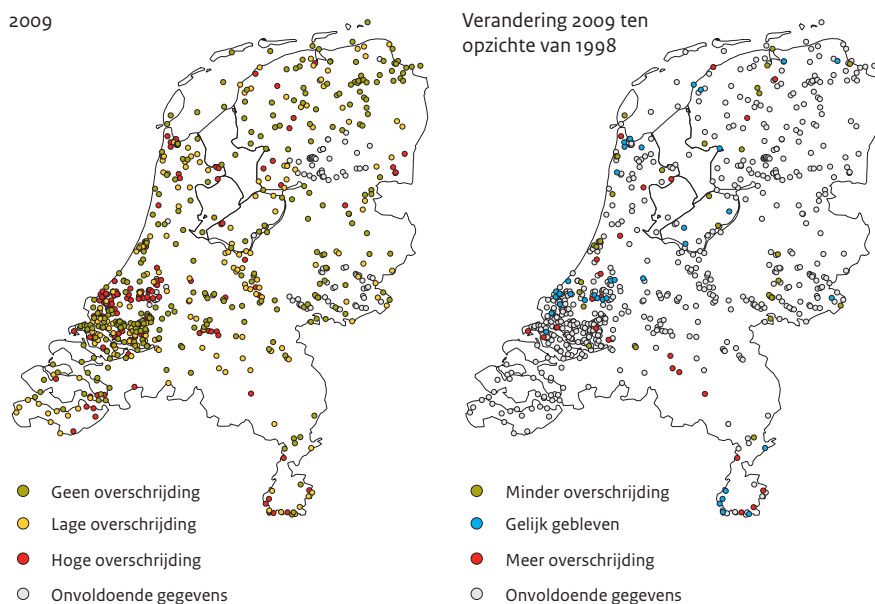 2009
Geen overschrijding
Lage overschrijding
Hoge overschrijding
Onvoldoende gegevens
Verandering 2009 ten
opzichte van 1998
Minder overschrijding
Gelijk gebleven
Meer overschrijding
Onvoldoende gegevens